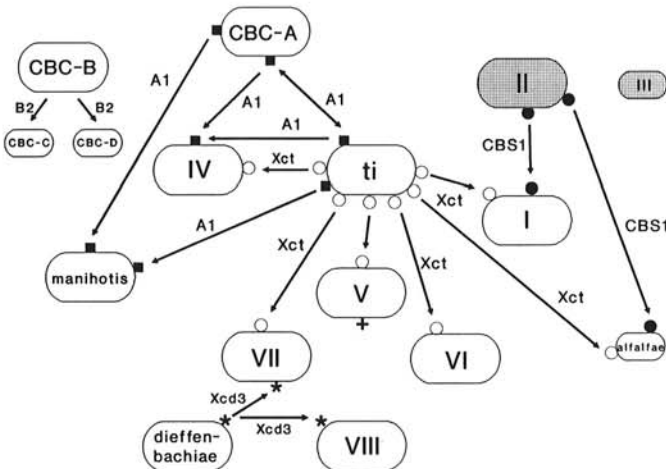 CBC-A
CBC-B
A1
B2
B2
CBC-C
CBC-D
A1
A1
A1
II
III
IV
Xct
ti
CBS1
Xct
I
CBS1
manihotis
A1
Xct
V
+
Xct
Xct
VII
VI
alfalfae
*
Xcd3
*
*
Xcd3
dieffen-
bachiae
VIII